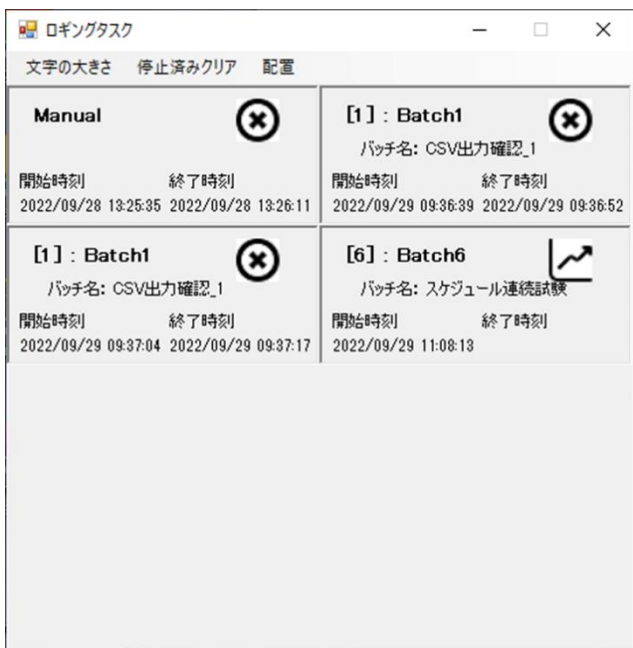 ロギングタスク
文字の大きさ 停止済みクリア 配置
Manual
開始時刻 終了時刻
2022/09/28 13:25:35 2022/09/28 13:26:11
[1] : Batch1
バッチ名: CSV出力確認_1
開始時刻 終了時刻
2022/09/29 09:36:39 2022/09/29 09:36:52
[1] : Batch1
バッチ名: CSV出力確認_1
開始時刻 終了時刻
2022/09/29 09:37:04 2022/09/29 09:37:17
[6] : Batch6
バッチ名: スケジュール連続試験
開始時刻 終了時刻
2022/09/29 11:08:13